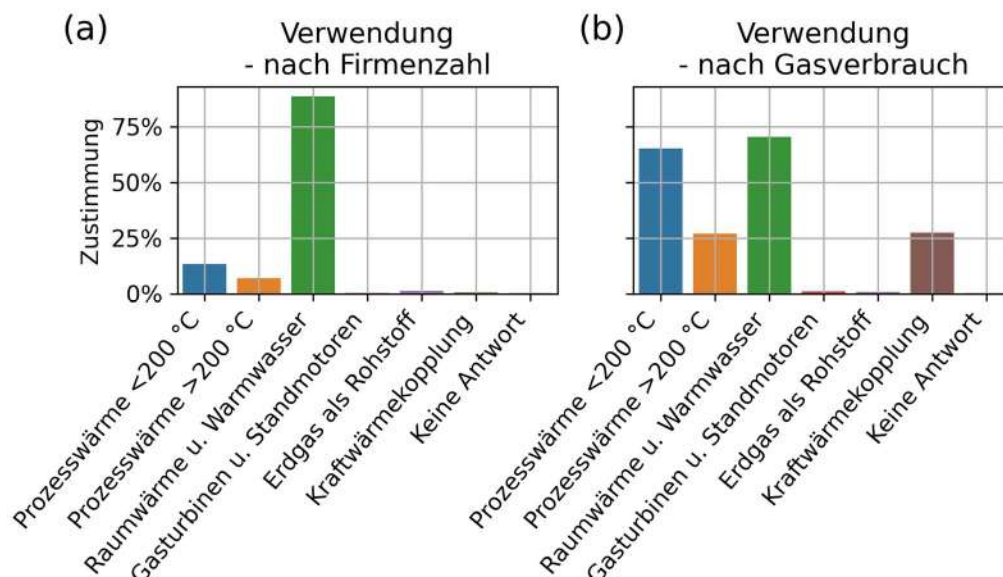 (a)
Verwendung
- nach Firmenzahl
(b)
Verwendung
- nach Gasverbrauch
Zustimmung
75%
50%
25%
0%
Prozesswärme <200 °C
Prozesswärme >200 °C
Raumwärme u. Warmwasser
Gasturbinen u. Standmotoren
Erdgas als Rohstoff
Kraftwärmekopplung
Keine Antwort
Prozesswärme <200 °C
Prozesswärme >200 °C
Raumwärme u. Warmwasser
Gasturbinen u. Standmotoren
Erdgas als Rohstoff
Kraftwärmekopplung
Keine Antwort